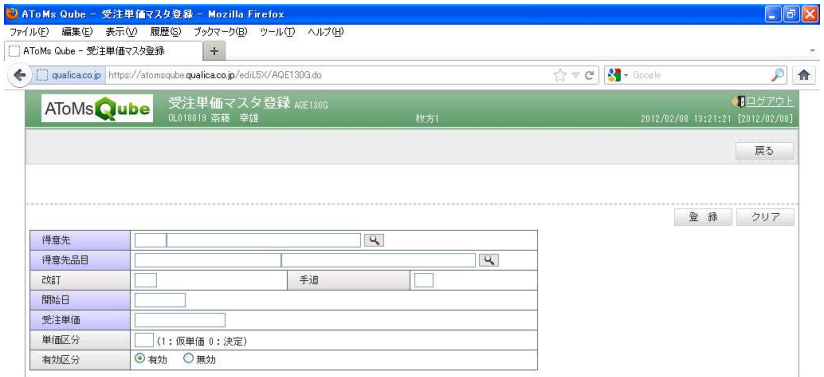 AToMs Qube - 受注単価マスタ登録 - Mozilla Firefox
ファイル(F) 編集(E) 表示(V) 履歴(S) ブックマーク(B) ツール(T) ヘルプ(H)
AToMs Qube - 受注単価マスタ登録 +
qualica.co.jp https://atomsqube.qualica.co.jp/ediL5X/AQE130G.do Google
AToMs Qube 受注単価マスタ登録 AQE130G ログアウト
QL018819 斎藤 幸雄 枚方1 2012/02/08 13:21:21 [2012/02/08]
戻る
登 録 クリア
得意先
得意先品目
改訂 手追
開始日
受注単価
単価区分 (1:仮単価 0:決定)
有効区分 有効 無効